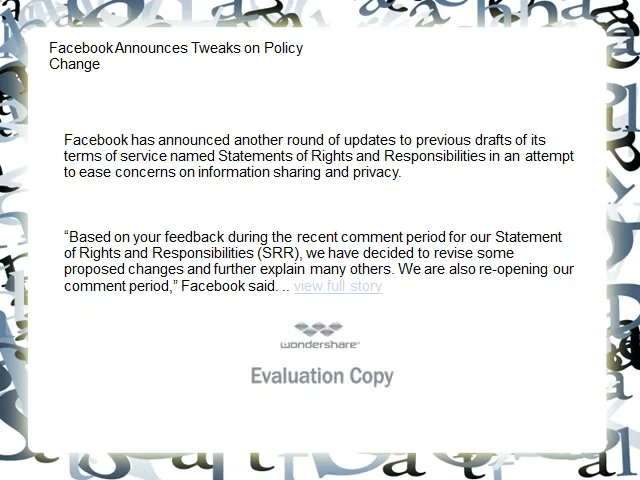 Facebook Announces Tweaks on Policy
Change
Facebook has announced another round of updates to previous drafts of its
terms of service named Statements of Rights and Responsibilities in an attempt
to ease concerns on information sharing and privacy.
“Based on your feedback during the recent comment period for our Statement
of Rights and Responsibilities (SRR), we have decided to revise some
proposed changes and further explain many others. We are also re-opening our
comment period,” Facebook said. .. view full story
wondershare
Evaluation Copy